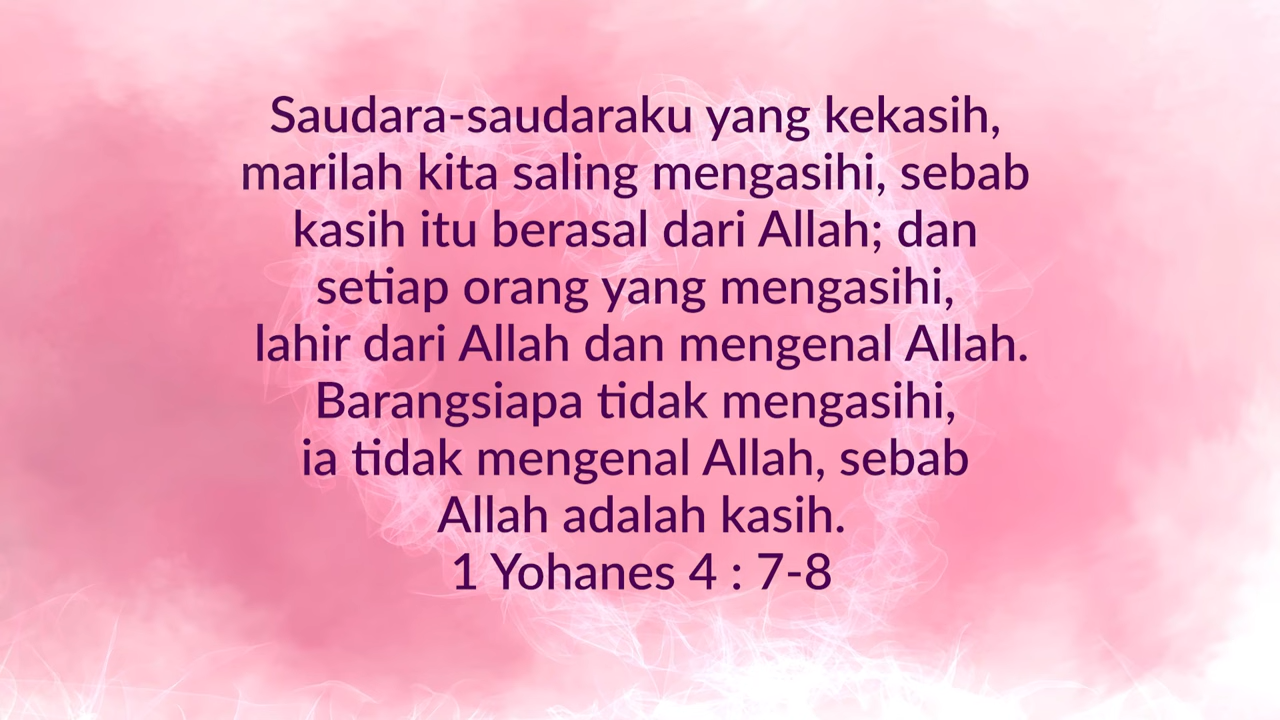 Saudara-saudaraku yang kekasih,
marilah kita saling mengasihi, sebab
kasih itu berasal dari Allah; dan
setiap orang yang mengasihi,
lahir dari Allah dan mengenal Allah.
Barangsiapa tidak mengasihi,
ia tidak mengenal Allah, sebab
Allah adalah kasih.
1 Yohanes 4 : 7-8